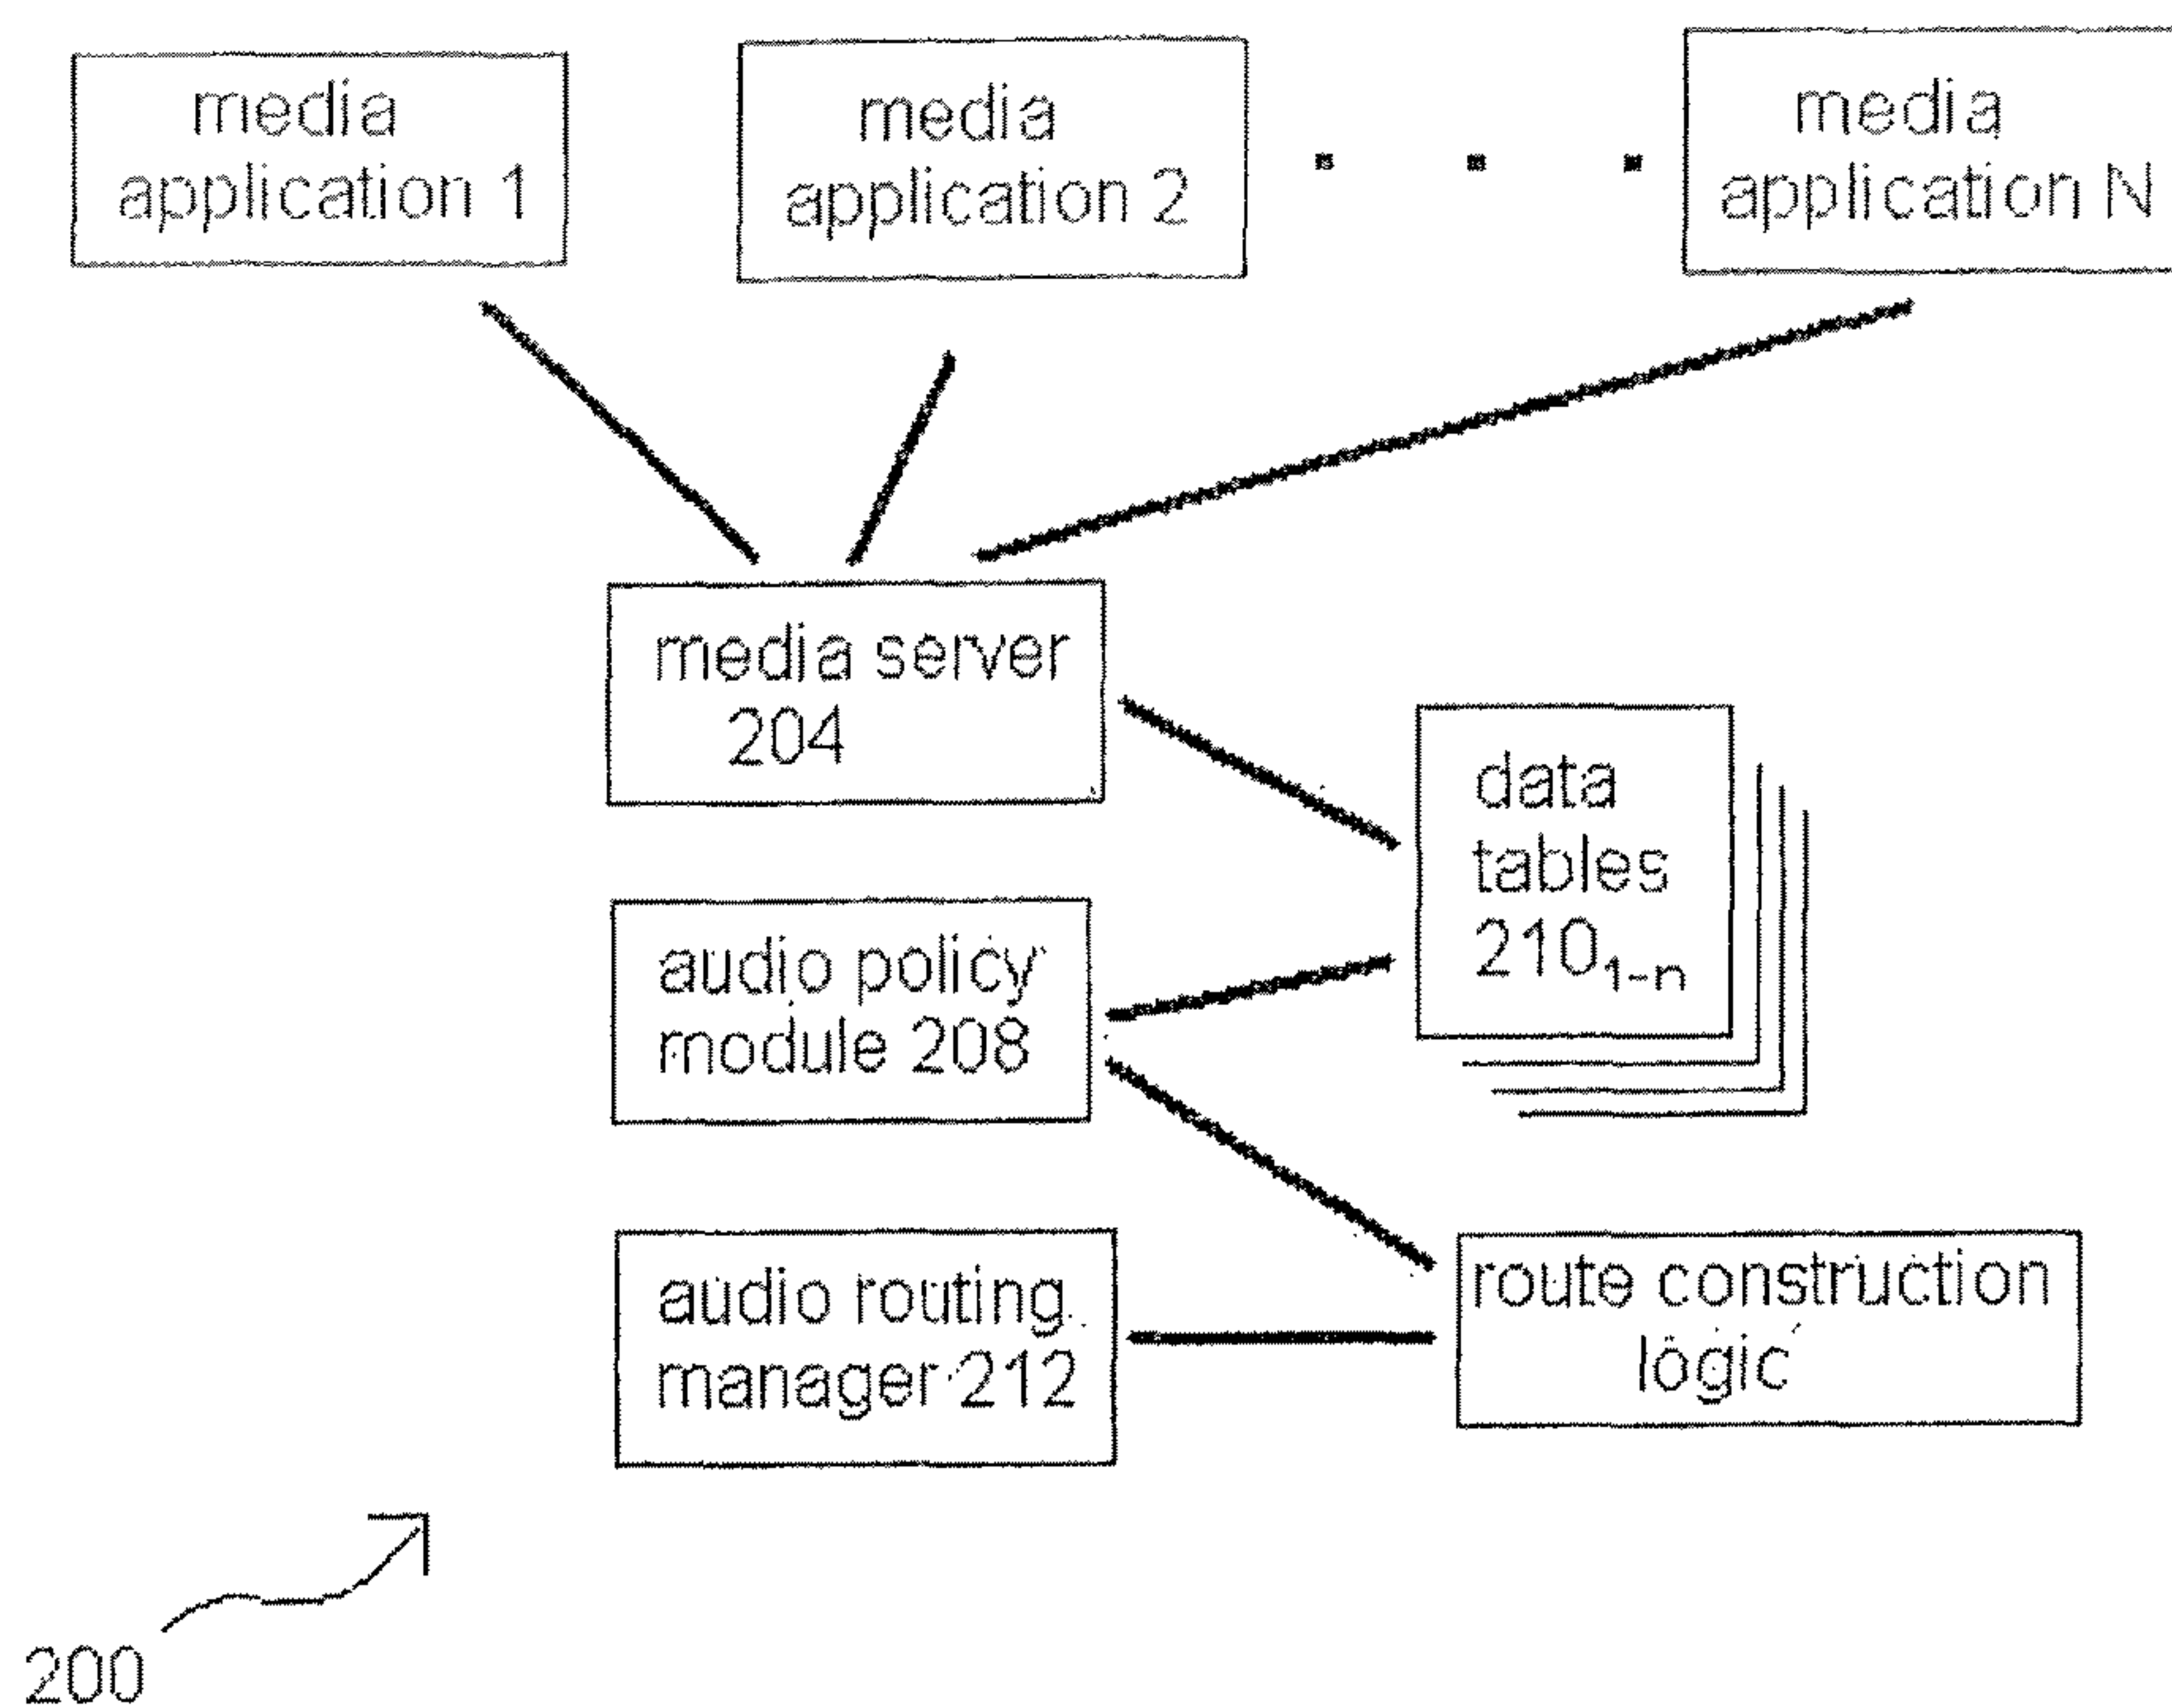 media
application 1
media
application 2
media
application N
media server
204
data
tables
210₁₋ₙ
audio policy
module 208
audio routing
manager 212
route construction
logic
200